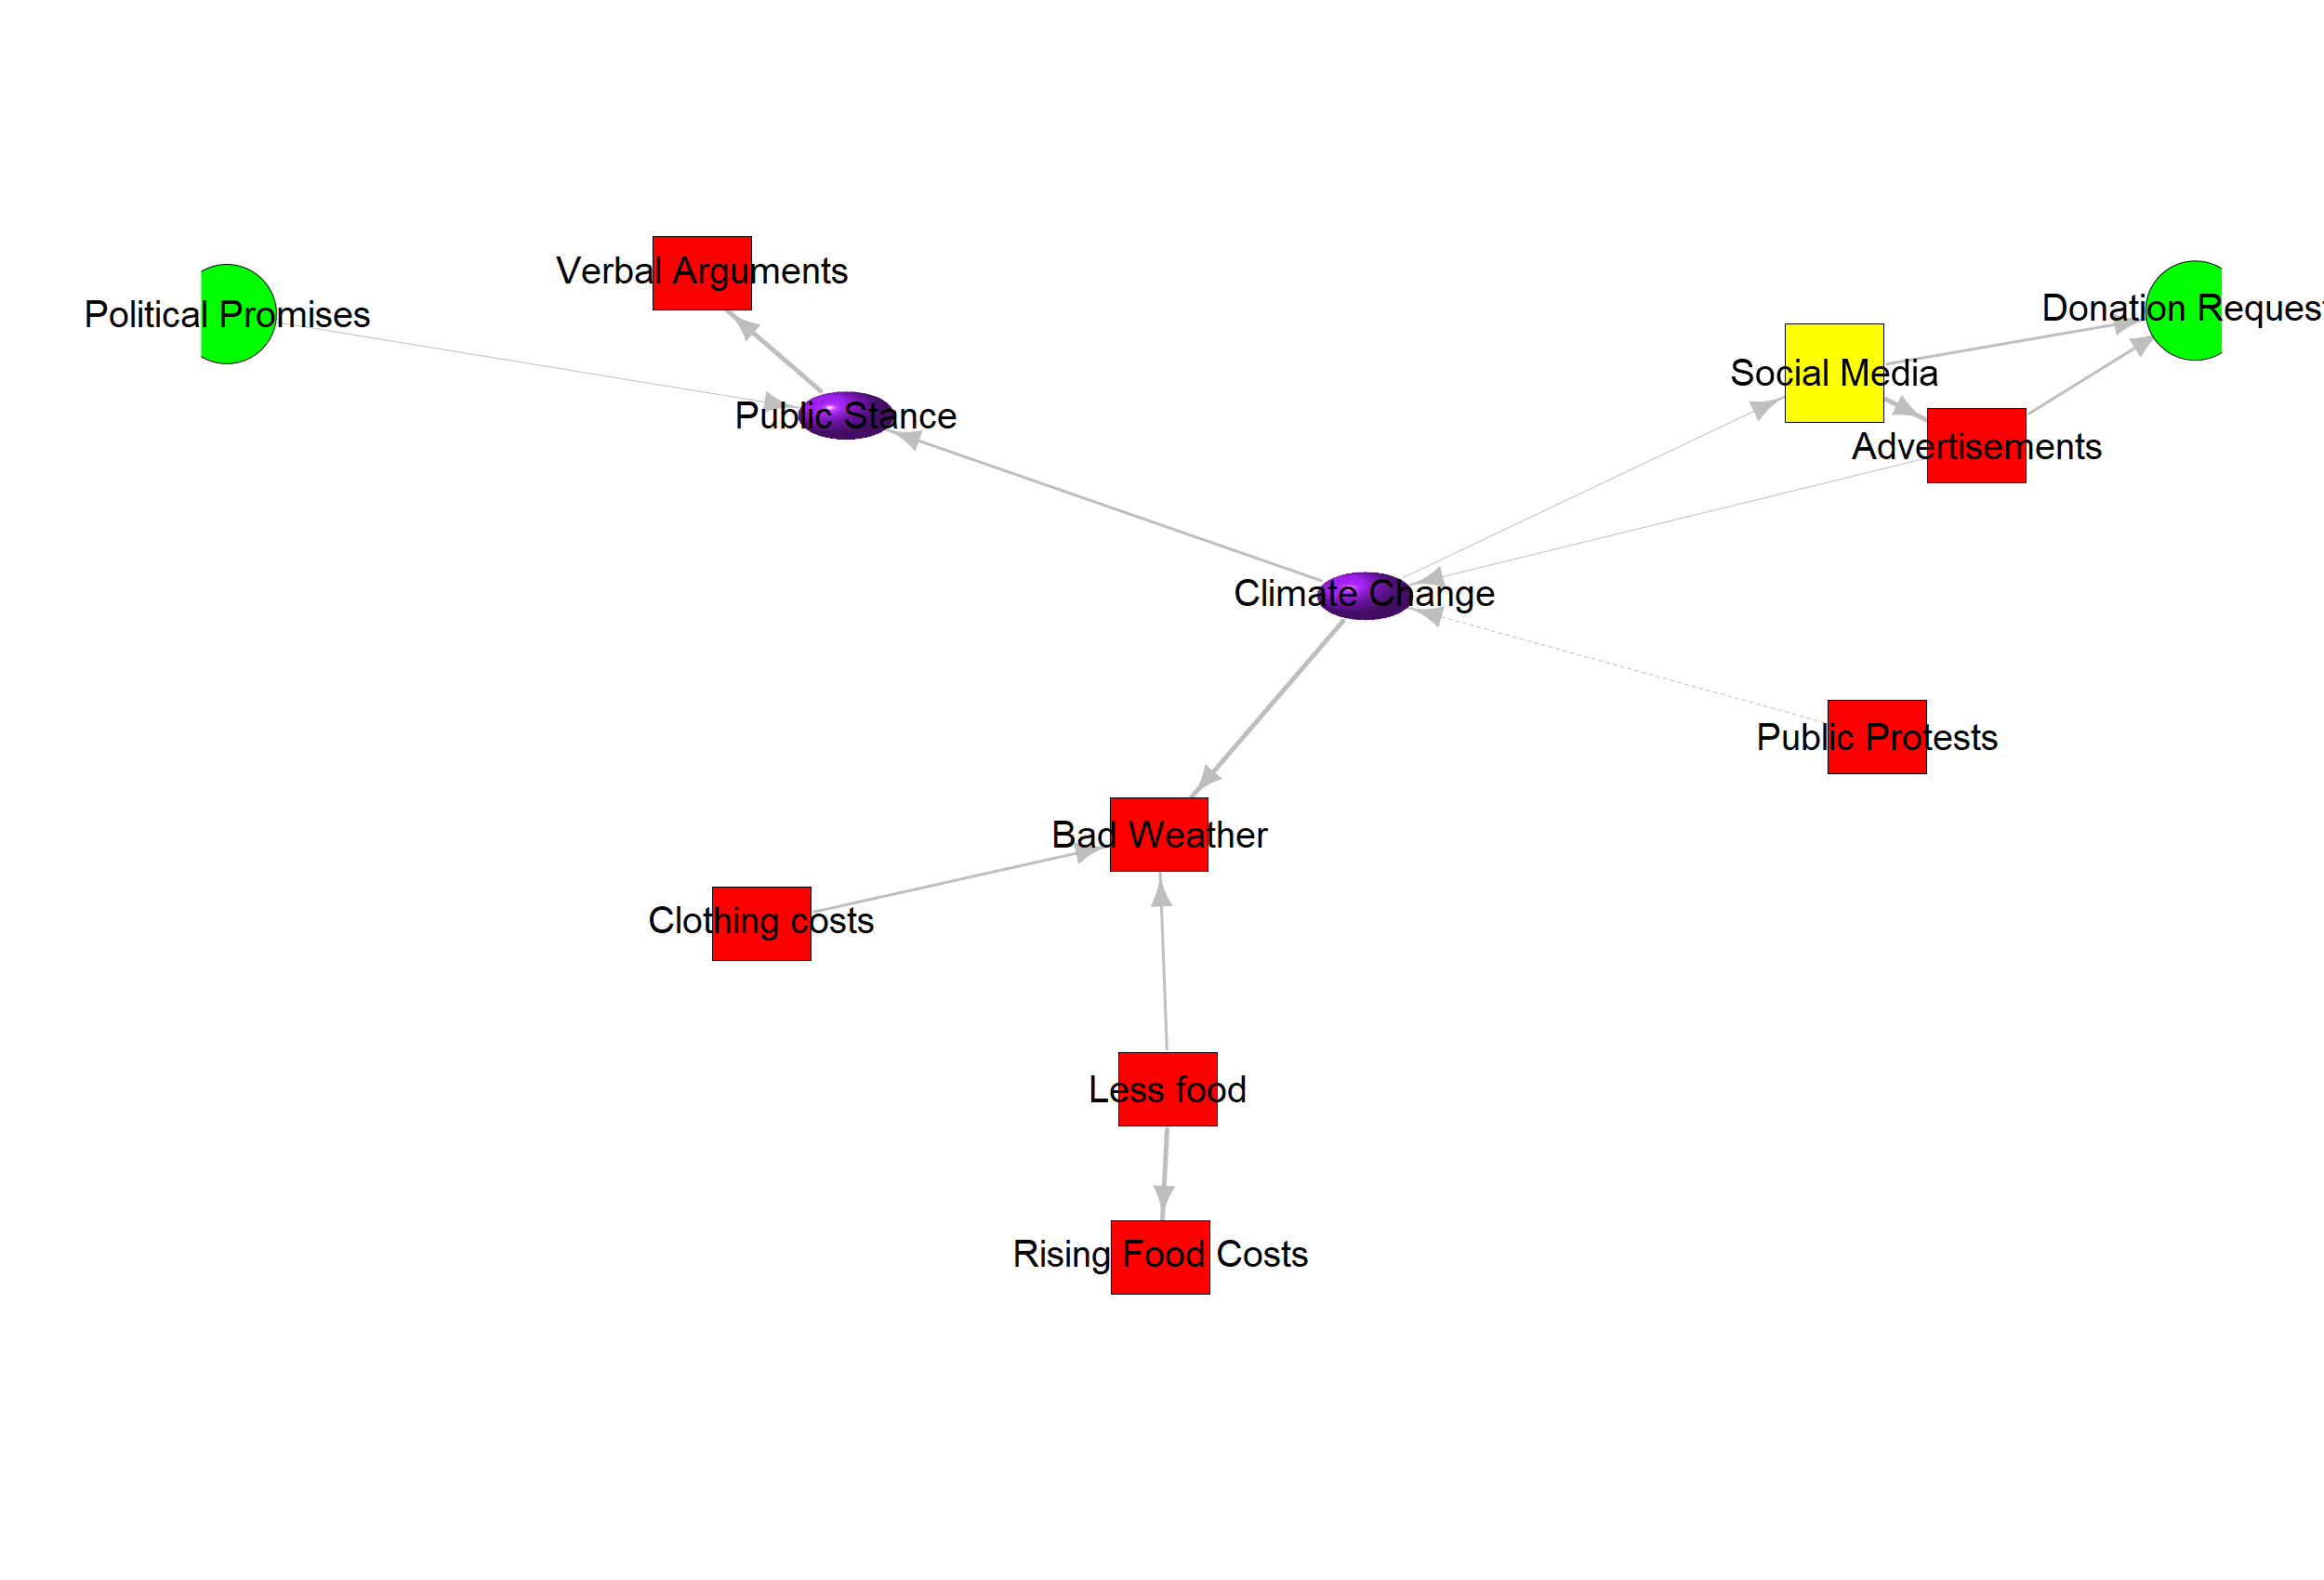 Verbal Arguments
Political Promises
Donation Request
Social Media
Public Stance
Advertisements
Climate Change
Public Protests
Bad Weather
Clothing costs
Less food
Rising Food Costs